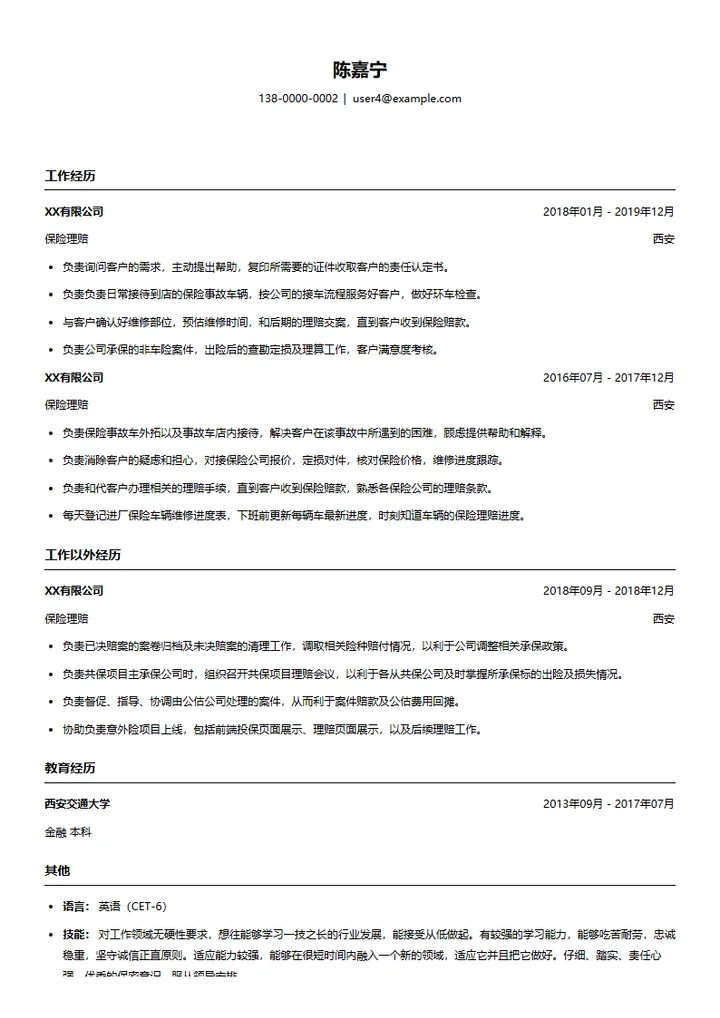 陈嘉宁
138-0000-0002 | user4@example.com
工作经历
XX有限公司 2018年01月 - 2019年12月
保险理赔 西安
• 负责询问客户的需求，主动提出帮助，复印所需要的证件收取客户的责任认定书。
• 负责负责日常接待到店的保险事故车辆，按公司的接车流程服务好客户，做好环车检查。
• 与客户确认好维修部位，预估维修时间，和后期的理赔交案，直到客户收到保险赔款。
• 负责公司承保的非车险案件，出险后的查勘定损及理算工作，客户满意度考核。
XX有限公司 2016年07月 - 2017年12月
保险理赔 西安
• 负责保险事故车外拓以及事故车店内接待，解决客户在该事故中所遇到的困难，顾虑提供帮助和解释。
• 负责消除客户的疑虑和担心，对接保险公司报价，定损对件，核对保险价格，维修进度跟踪。
• 负责和代客户办理相关的理赔手续，直到客户收到保险赔款，熟悉各保险公司的理赔条款。
• 每天登记进厂保险车辆维修进度表，下班前更新每辆车最新进度，时刻知道车辆的保险理赔进度。
工作以外经历
XX有限公司 2018年09月 - 2018年12月
保险理赔 西安
• 负责已决赔案的案卷归档及未决赔案的清理工作，调取相关险种赔付情况，以利于公司调整相关承保政策。
• 负责共保项目主承保公司时，组织召开共保项目理赔会议，以利于各从共保公司及时掌握所承保标的出险及损失情况。
• 负责督促、指导、协调由公估公司处理的案件，从而利于案件赔款及公估费用回摊。
• 协助负责意外险项目上线，包括前端投保页面展示、理赔页面展示，以及后续理赔工作。
教育经历
西安交通大学 2013年09月 - 2017年07月
金融 本科
其他
• 语言： 英语（CET-6）
• 技能： 对工作领域无硬性要求，想往能够学习一技之长的行业发展，能接受从低做起。有较强的学习能力，能够吃苦耐劳，忠诚
稳重，坚守诚信正直原则。适应能力较强，能够在很短时间内融入一个新的领域，适应它并且把它做好。仔细、踏实、责任心
强、优质的保密意识、服从领导安排